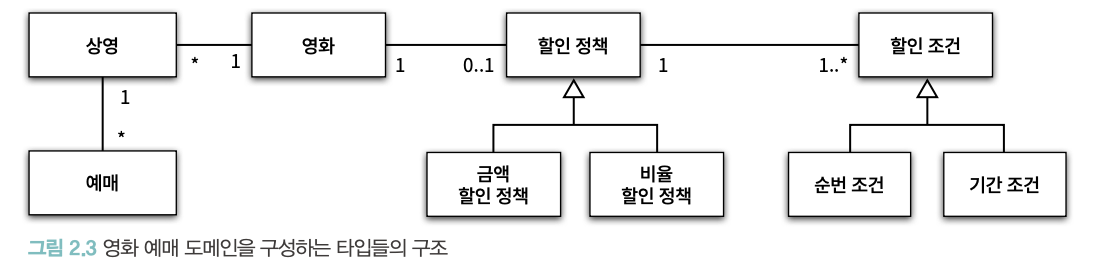 상영
*
1
영화
1
0..1
할인 정책
1
1..*
할인 조건
1
*
예매
금액
할인 정책
비율
할인 정책
순번 조건
기간 조건
그림 2.3 영화 예매 도메인을 구성하는 타입들의 구조